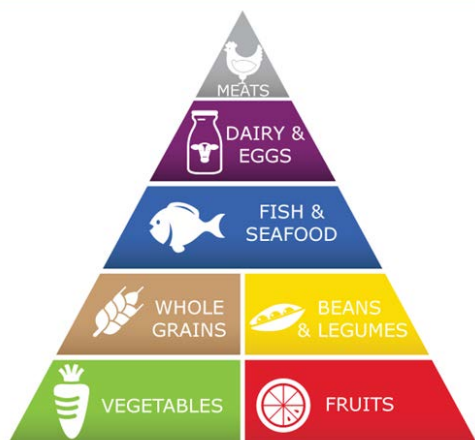 MEATS
DAIRY &
EGGS
FISH &
SEAFOOD
WHOLE
GRAINS
BEANS
& LEGUMES
VEGETABLES
FRUITS